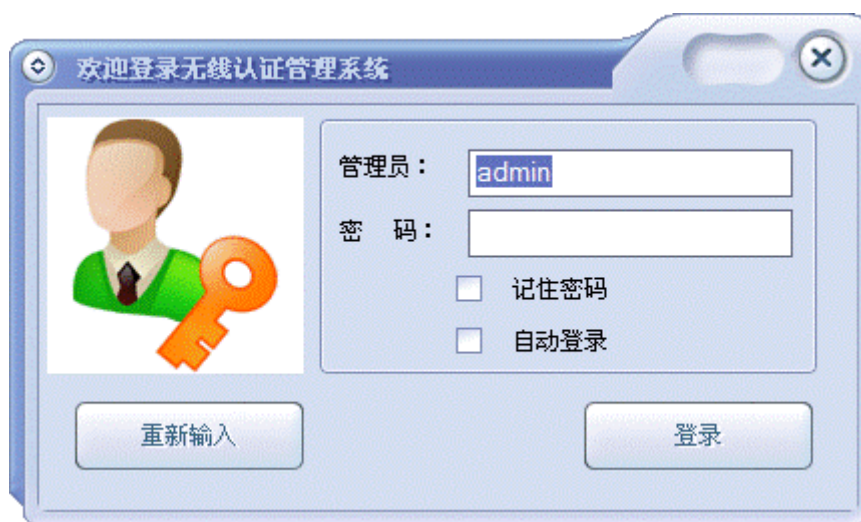 欢迎登录无线认证管理系统
管理员： admin
密 码：
记住密码
自动登录
重新输入 登录